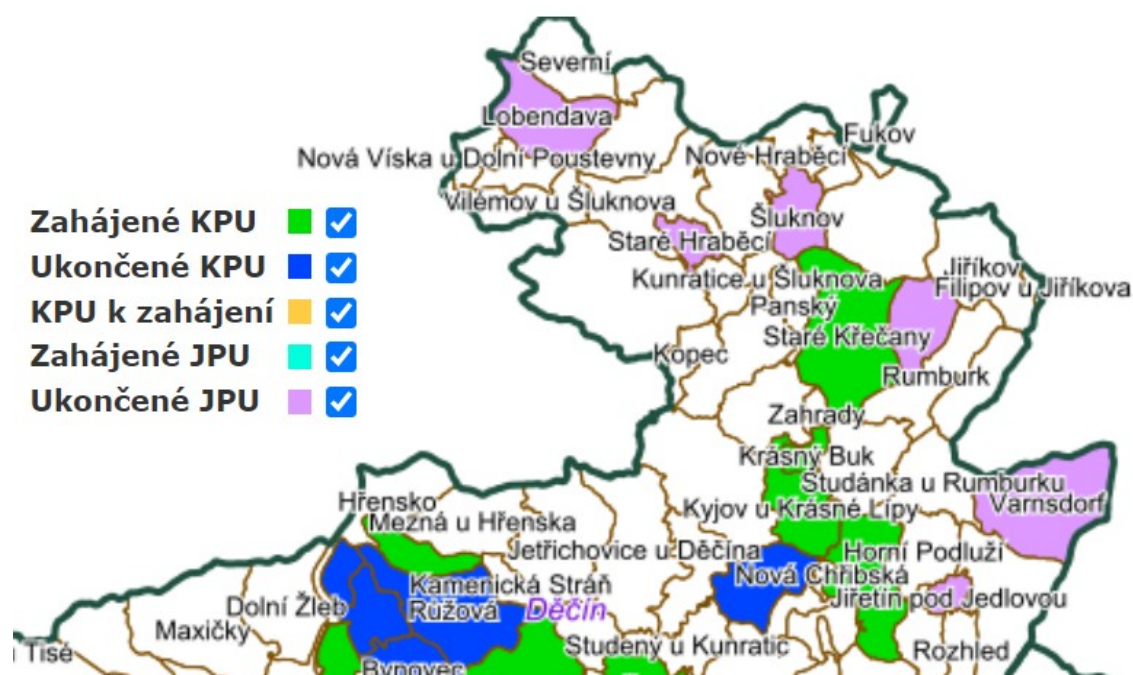 Severní
Lobendava
Fukov
Nová Víska u Dolní Poustevny
Nové Hraběcí
Vilémov u Šluknova
Šluknov
Zahájené KPU
Staré Hraběcí
Ukončené KPU
Kunratice u Šluknova
Jiříkov
Filipov u Jiříkova
KPU k zahájení
Panský
Staré Křečany
Zahájené JPU
Kopec
Rumburk
Ukončené JPU
Zahrady
Krásný Buk
Studánka u Rumburku
Hřensko
Kyjov u Krásné Lípy
Varnsdorf
Mezná u Hřenska
Jetřichovice u Děčína
Horní Podluží
Kamenická Stráň
Nová Chřibská
Dolní Žleb
Růžová
Děčín
Jiřetín pod Jedlovou
Maxičky
Studený u Kunratic
Rozhled
Tisé
Bynovec